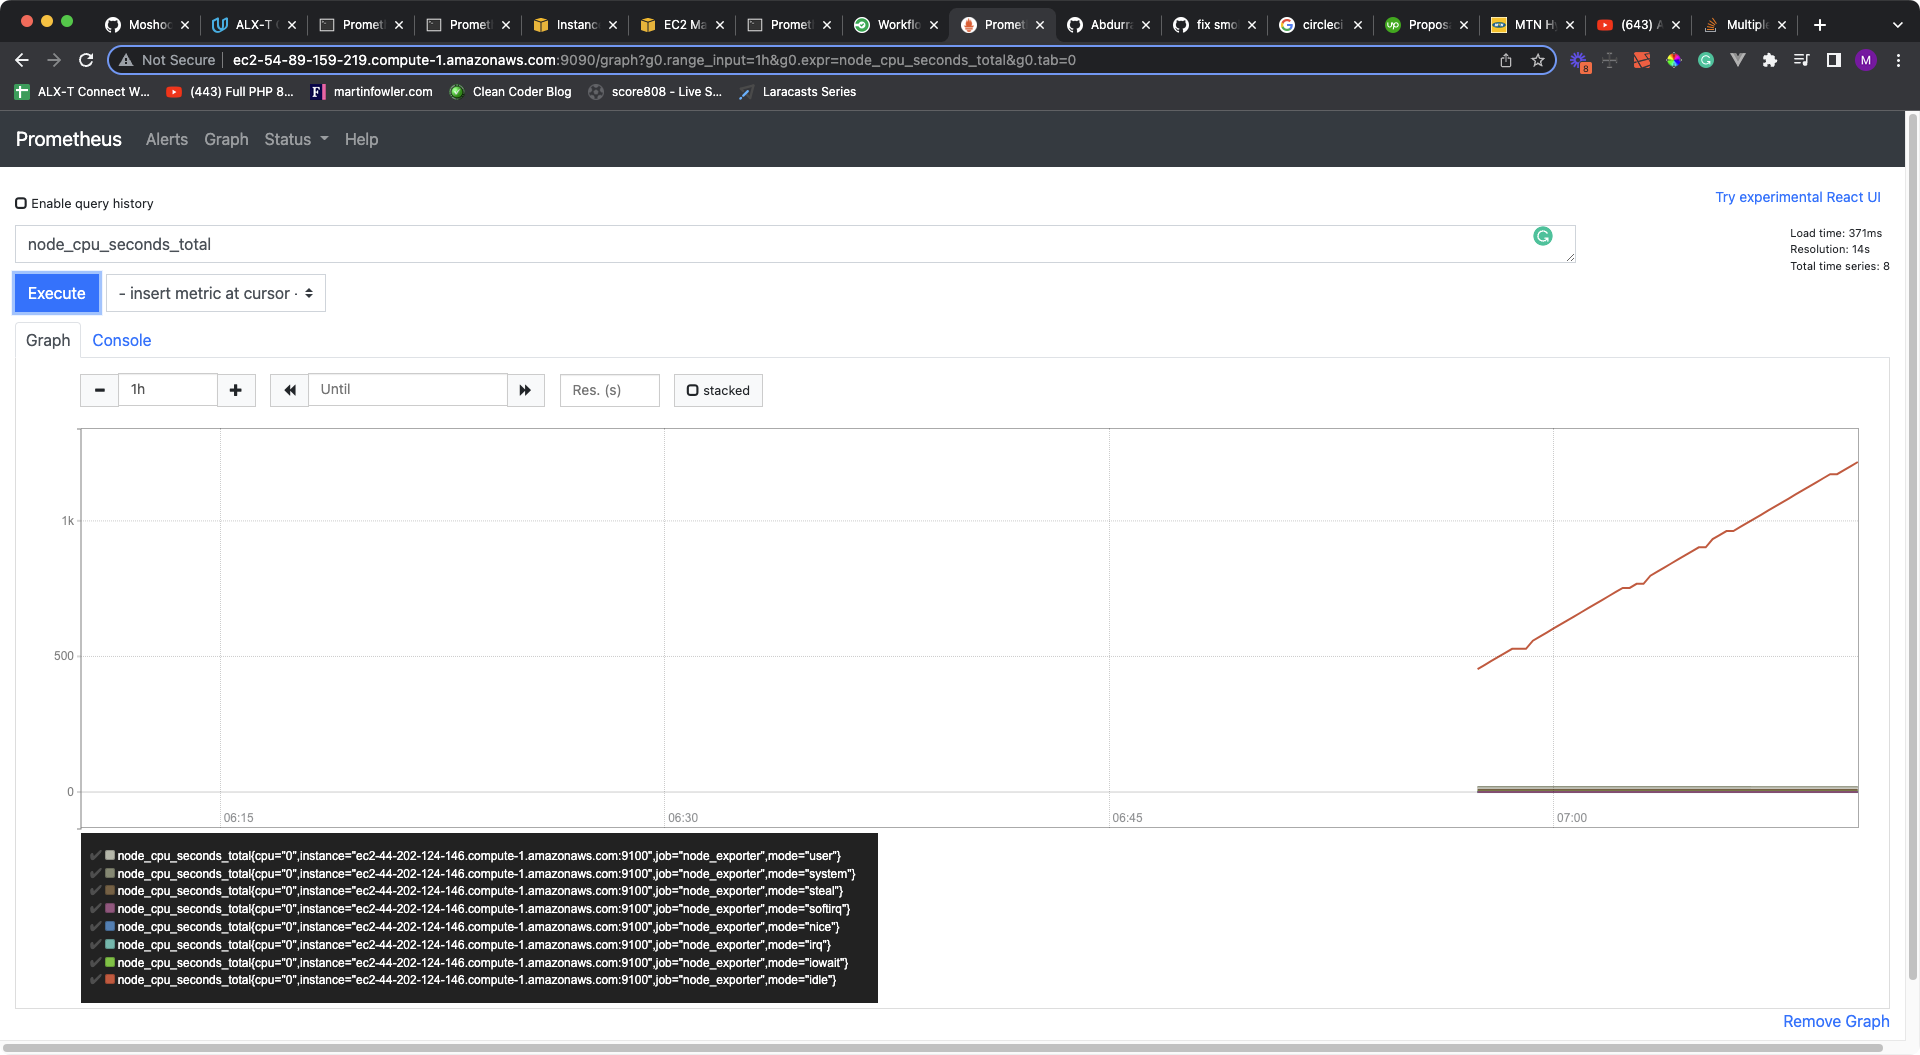 Moshoo ALX-T C Prometh Prometh Instanc EC2 Ma Prometh Workflo Prometh Abdurra fix smo circleci Propos MTN Hy (643) A Multiple
Not Secure ec2-54-89-159-219.compute-1.amazonaws.com:9090/graph?g0.range_input=1h&g0.expr=node_cpu_seconds_total&g0.tab=0
ALX-T Connect W... (443) Full PHP 8... martinfowler.com Clean Coder Blog score808 - Live S... Laracasts Series
Prometheus Alerts Graph Status Help
Enable query history
Try experimental React UI
node_cpu_seconds_total
Load time: 371ms
Resolution: 14s
Total time series: 8
Execute - insert metric at cursor -
Graph Console
1h Until Res. (s) stacked
1k
500
0
06:15 06:30 06:45 07:00
node_cpu_seconds_total{cpu="0",instance="ec2-44-202-124-146.compute-1.amazonaws.com:9100",job="node_exporter",mode="user"}
node_cpu_seconds_total{cpu="0",instance="ec2-44-202-124-146.compute-1.amazonaws.com:9100",job="node_exporter",mode="system"}
node_cpu_seconds_total{cpu="0",instance="ec2-44-202-124-146.compute-1.amazonaws.com:9100",job="node_exporter",mode="steal"}
node_cpu_seconds_total{cpu="0",instance="ec2-44-202-124-146.compute-1.amazonaws.com:9100",job="node_exporter",mode="softirq"}
node_cpu_seconds_total{cpu="0",instance="ec2-44-202-124-146.compute-1.amazonaws.com:9100",job="node_exporter",mode="nice"}
node_cpu_seconds_total{cpu="0",instance="ec2-44-202-124-146.compute-1.amazonaws.com:9100",job="node_exporter",mode="irq"}
node_cpu_seconds_total{cpu="0",instance="ec2-44-202-124-146.compute-1.amazonaws.com:9100",job="node_exporter",mode="iowait"}
node_cpu_seconds_total{cpu="0",instance="ec2-44-202-124-146.compute-1.amazonaws.com:9100",job="node_exporter",mode="idle"}
Remove Graph